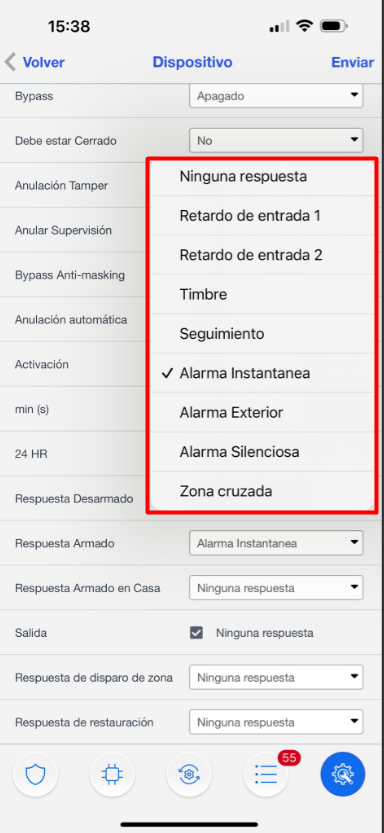 15:38
Volver Dispositivo Enviar
Bypass Apagado
Debe estar Cerrado No
Anulación Tamper
Anular Supervisión
Bypass Anti-masking
Anulación automática
Activación
min (s)
24 HR
Respuesta Desarmado
Ninguna respuesta
Retardo de entrada 1
Retardo de entrada 2
Timbre
Seguimiento
✓ Alarma Instantanea
Alarma Exterior
Alarma Silenciosa
Zona cruzada
Respuesta Armado Alarma Instantanea
Respuesta Armado en Casa Ninguna respuesta
Salida Ninguna respuesta
Respuesta de disparo de zona Ninguna respuesta
Respuesta de restauración Ninguna respuesta
55